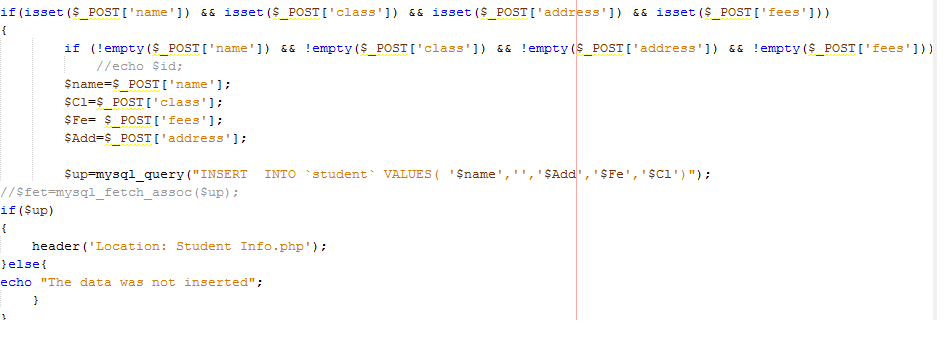 if(isset($_POST['name']) && isset($_POST['class']) && isset($_POST['address']) && isset($_POST['fees']))
{
if (!empty($_POST['name']) && !empty($_POST['class']) && !empty($_POST['address']) && !empty($_POST['fees']))
//echo $id;
$name=$_POST['name'];
$Cl=$_POST['class'];
$Fe= $_POST['fees'];
$Add=$_POST['address'];
$up=mysql_query("INSERT  INTO `student` VALUES( '$name','','$Add','$Fe','$Cl')");
//$fet=mysql_fetch_assoc($up);
if($up)
{
header('Location: Student Info.php');
}else{
echo "The data was not inserted";
}
}